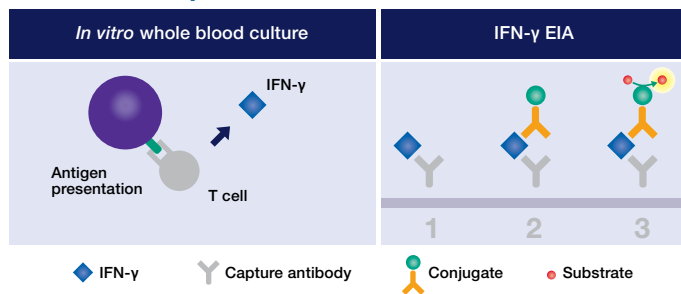 In vitro whole blood culture
IFN-γ EIA
IFN-γ
Antigen
presentation
T cell
1
2
3
IFN-γ
Capture antibody
Conjugate
Substrate